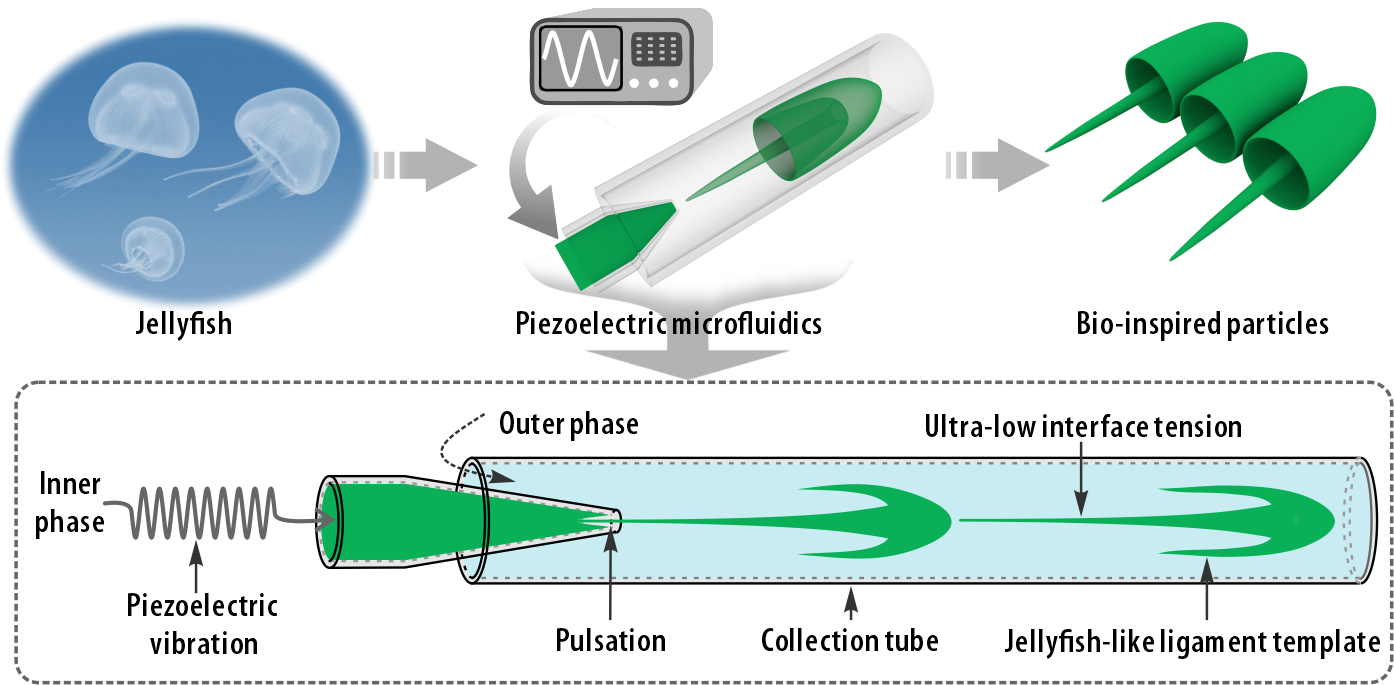 Jellyfish
Piezoelectric microfluidics
Bio-inspired particles
Outer phase
Ultra-low interface tension
Inner
phase
Piezoelectric
vibration
Pulsation
Collection tube
Jellyfish-like ligament template